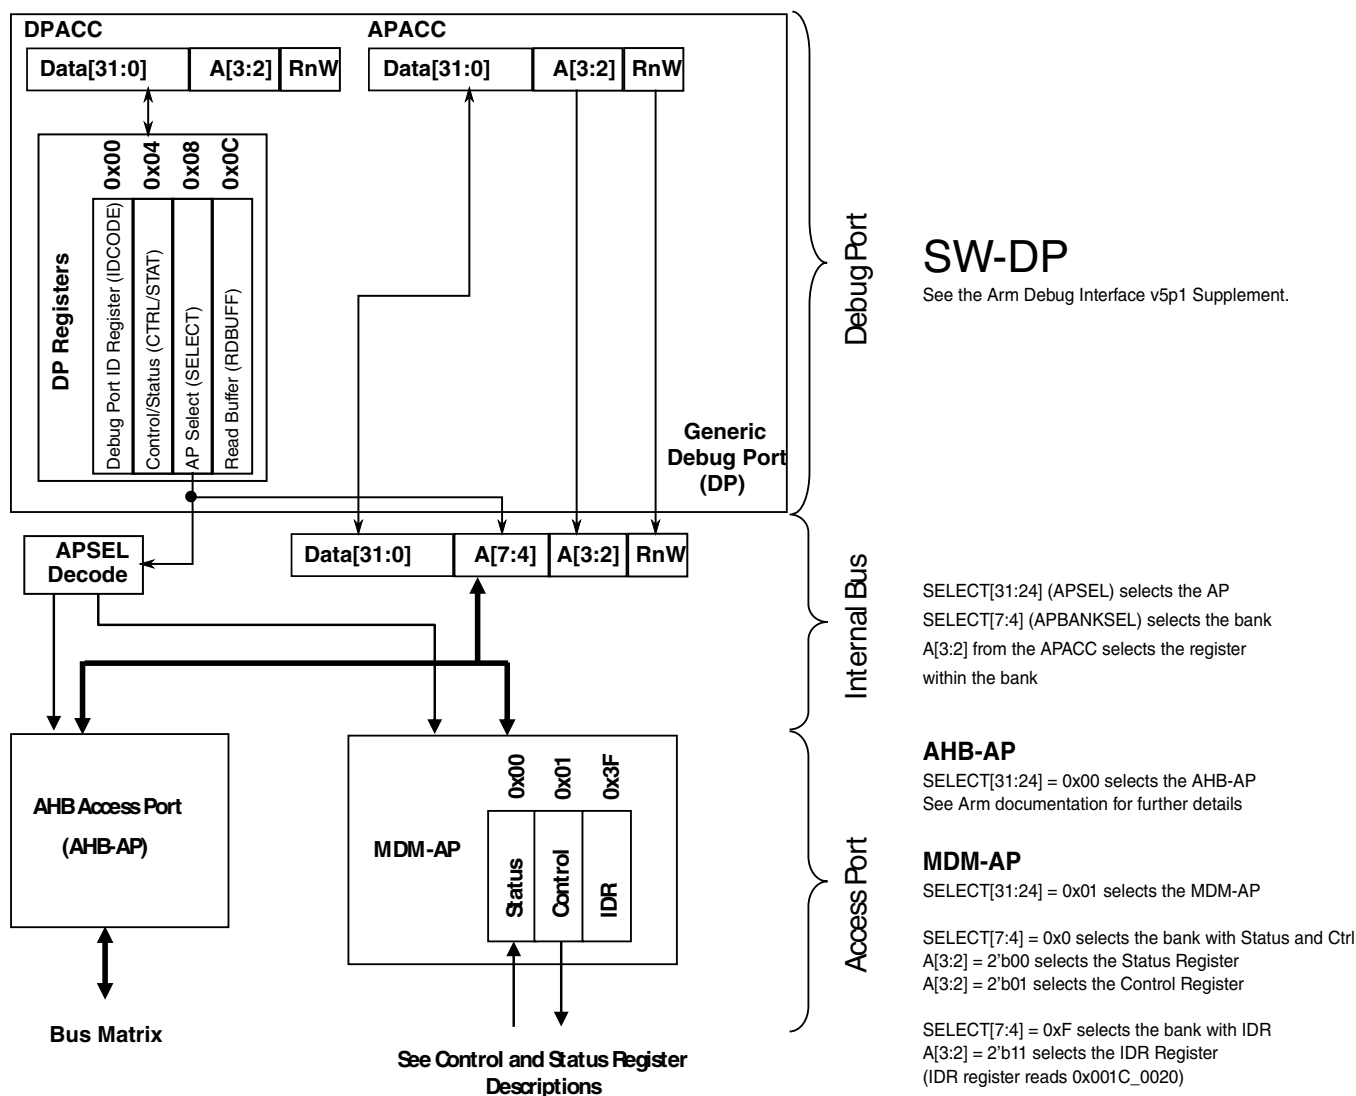 DPACC
Data[31:0] A[3:2] RnW
APACC
Data[31:0] A[3:2] RnW
DP Registers
0x00
0x04
0x08
0x0C
Debug Port ID Register (IDCODE)
Control/Status (CTRL/STAT)
AP Select (SELECT)
Read Buffer (RDBUFF)
Generic
Debug Port
(DP)
Debug Port
SW-DP
See the Arm Debug Interface v5p1 Supplement.
APSEL
Decode
Data[31:0] A[7:4] A[3:2] RnW
Internal Bus
SELECT[31:24] (APSEL) selects the AP
SELECT[7:4] (APBANKSEL) selects the bank
A[3:2] from the APACC selects the register
within the bank
AHB Access Port
(AHB-AP)
Bus Matrix
MDM-AP
0x00
0x01
0x3F
Status
Control
IDR
See Control and Status Register
Descriptions
Access Port
AHB-AP
SELECT[31:24] = 0x00 selects the AHB-AP
See Arm documentation for further details
MDM-AP
SELECT[31:24] = 0x01 selects the MDM-AP
SELECT[7:4] = 0x0 selects the bank with Status and Ctrl
A[3:2] = 2'b00 selects the Status Register
A[3:2] = 2'b01 selects the Control Register
SELECT[7:4] = 0xF selects the bank with IDR
A[3:2] = 2'b11 selects the IDR Register
(IDR register reads 0x001C_0020)